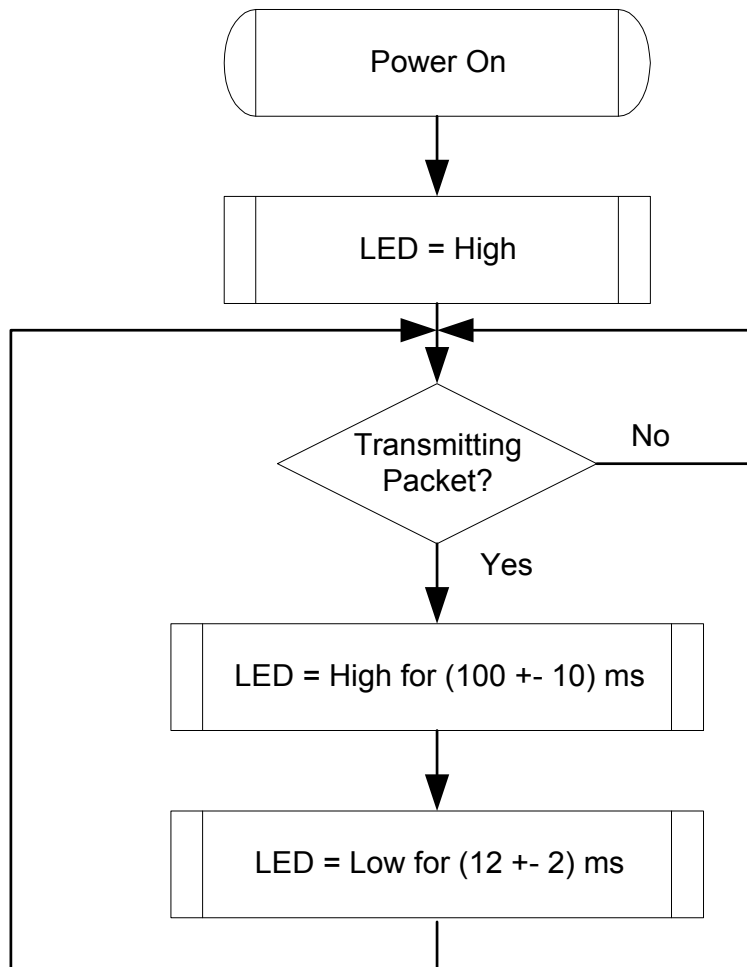 Power On
LED = High
Transmitting
Packet?
No
Yes
LED = High for (100 +- 10) ms
LED = Low for (12 +- 2) ms